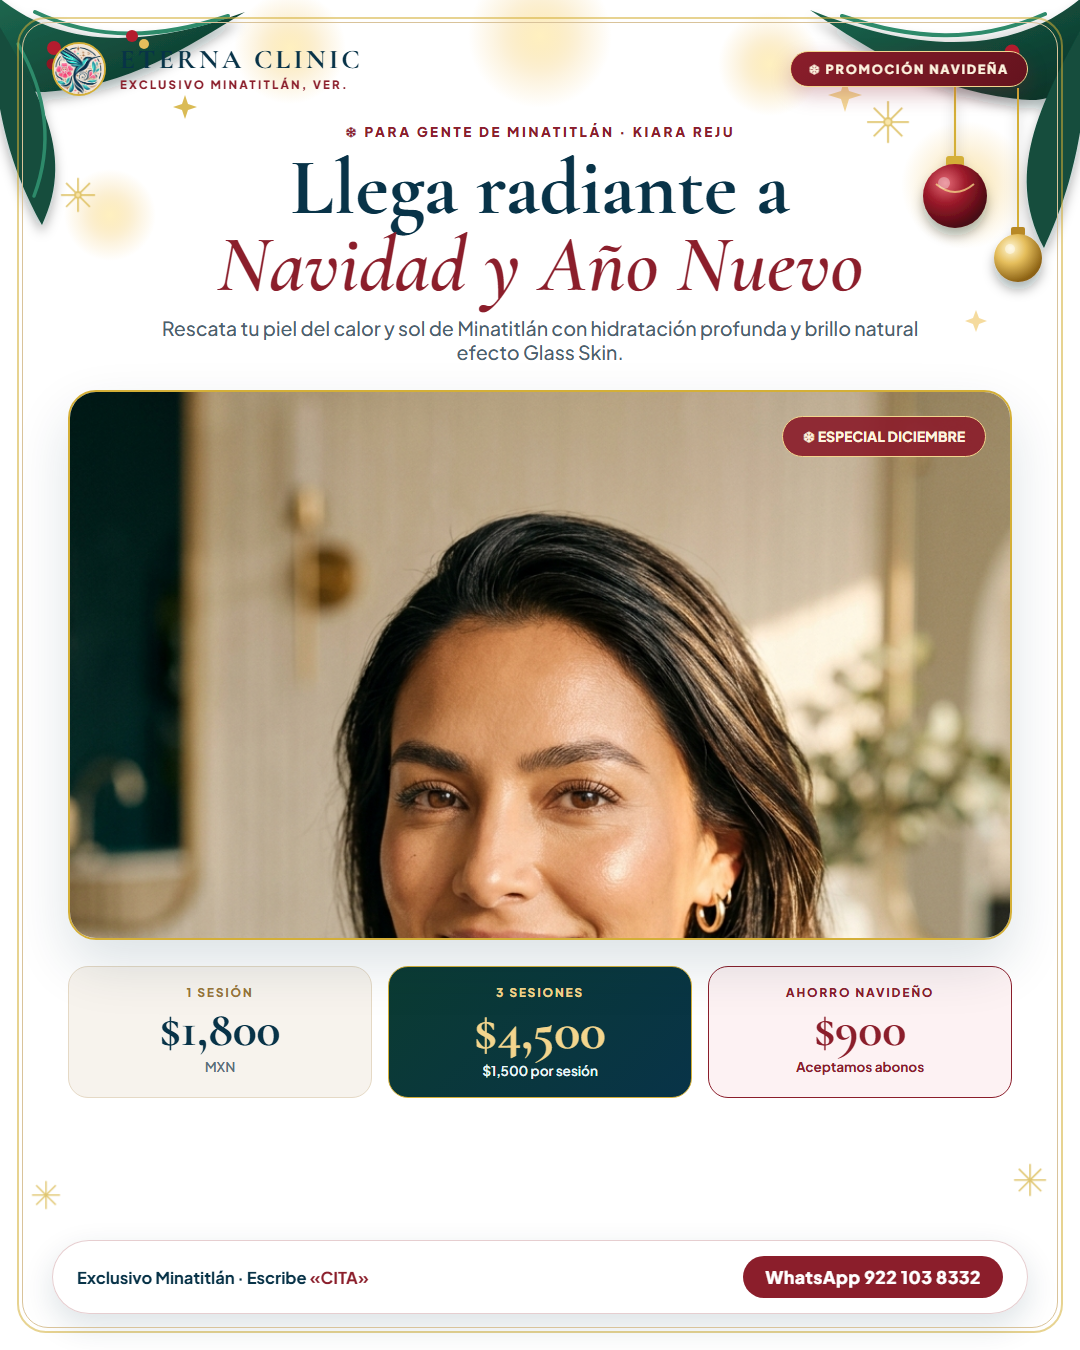 ETERNA CLINIC
EXCLUSIVO MINATITLÁN, VER.
❄ PROMOCIÓN NAVIDEÑA
❄ PARA GENTE DE MINATITLÁN · KIARA REJU
Llega radiante a
Navidad y Año Nuevo
Rescata tu piel del calor y sol de Minatitlán con hidratación profunda y brillo natural
efecto Glass Skin.
❄ ESPECIAL DICIEMBRE
1 SESIÓN
$1,800
MXN
3 SESIONES
$4,500
$1,500 por sesión
AHORRO NAVIDEÑO
$900
Aceptamos abonos
Exclusivo Minatitlán · Escribe «CITA»
WhatsApp 922 103 8332